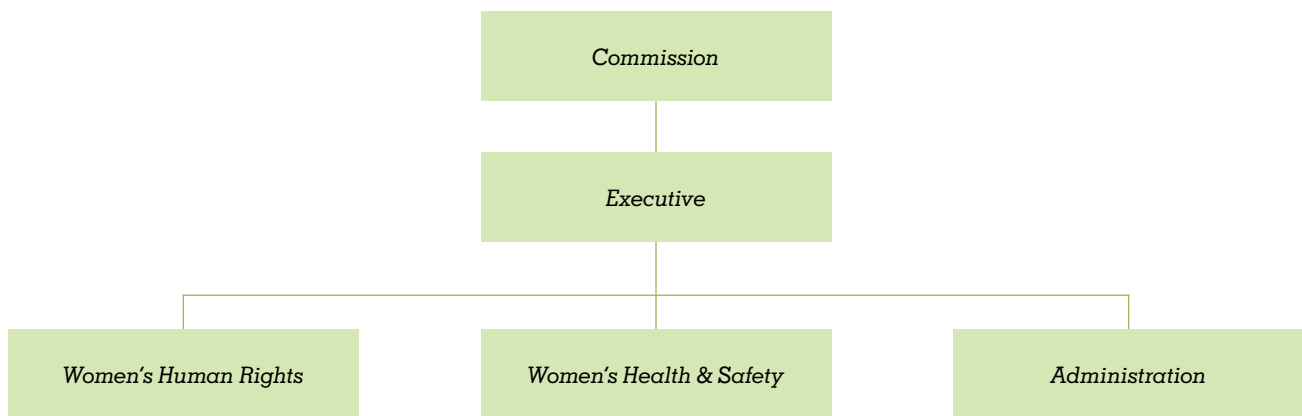 Commission
Executive
Women’s Human Rights
Women’s Health & Safety
Administration